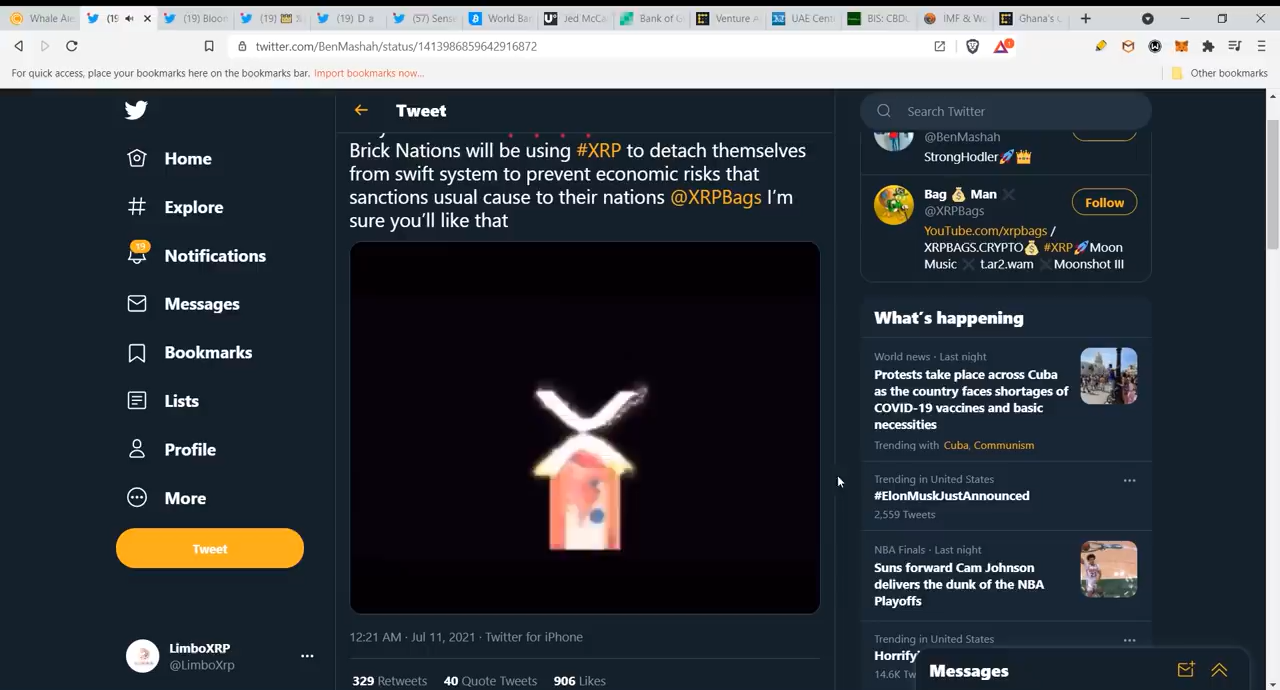 Whale Ale
(19
(19) Bloon
(19)
(19) D a
(57) Sense
World Ban
Jed McCa
Bank of G
Venture A
UAE Centr
BIS: CBDC
IMF & Wo
Ghana's C
twitter.com/BenMashah/status/1413986859642916872
For quick access, place your bookmarks here on the bookmarks bar. Import bookmarks now...
Other bookmarks
Tweet
Search Twitter
Home
Explore
19
Notifications
Messages
Bookmarks
Lists
Profile
More
Tweet
LimboXRP
@LimboXrp
Brick Nations will be using #XRP to detach themselves
from swift system to prevent economic risks that
sanctions usual cause to their nations @XRPBags I'm
sure you'll like that
12:21 AM · Jul 11, 2021 · Twitter for iPhone
329 Retweets 40 Quote Tweets 906 Likes
@BenMashah
StrongHodler🚀👑
Bag 💰 Man ✖
@XRPBags
Follow
YouTube.com/xrpbags /
XRPBAGS.CRYPTO💰 #XRP🚀Moon
Music ✖ t.ar2.wam ✖Moonshot III
What's happening
World news · Last night
Protests take place across Cuba
as the country faces shortages of
COVID-19 vaccines and basic
necessities
Trending with Cuba, Communism
Trending in United States
#ElonMuskJustAnnounced
2,559 Tweets
NBA Finals · Last night
Suns forward Cam Johnson
delivers the dunk of the NBA
Playoffs
Trending in United States
Horrify
14.6K Tw
Messages